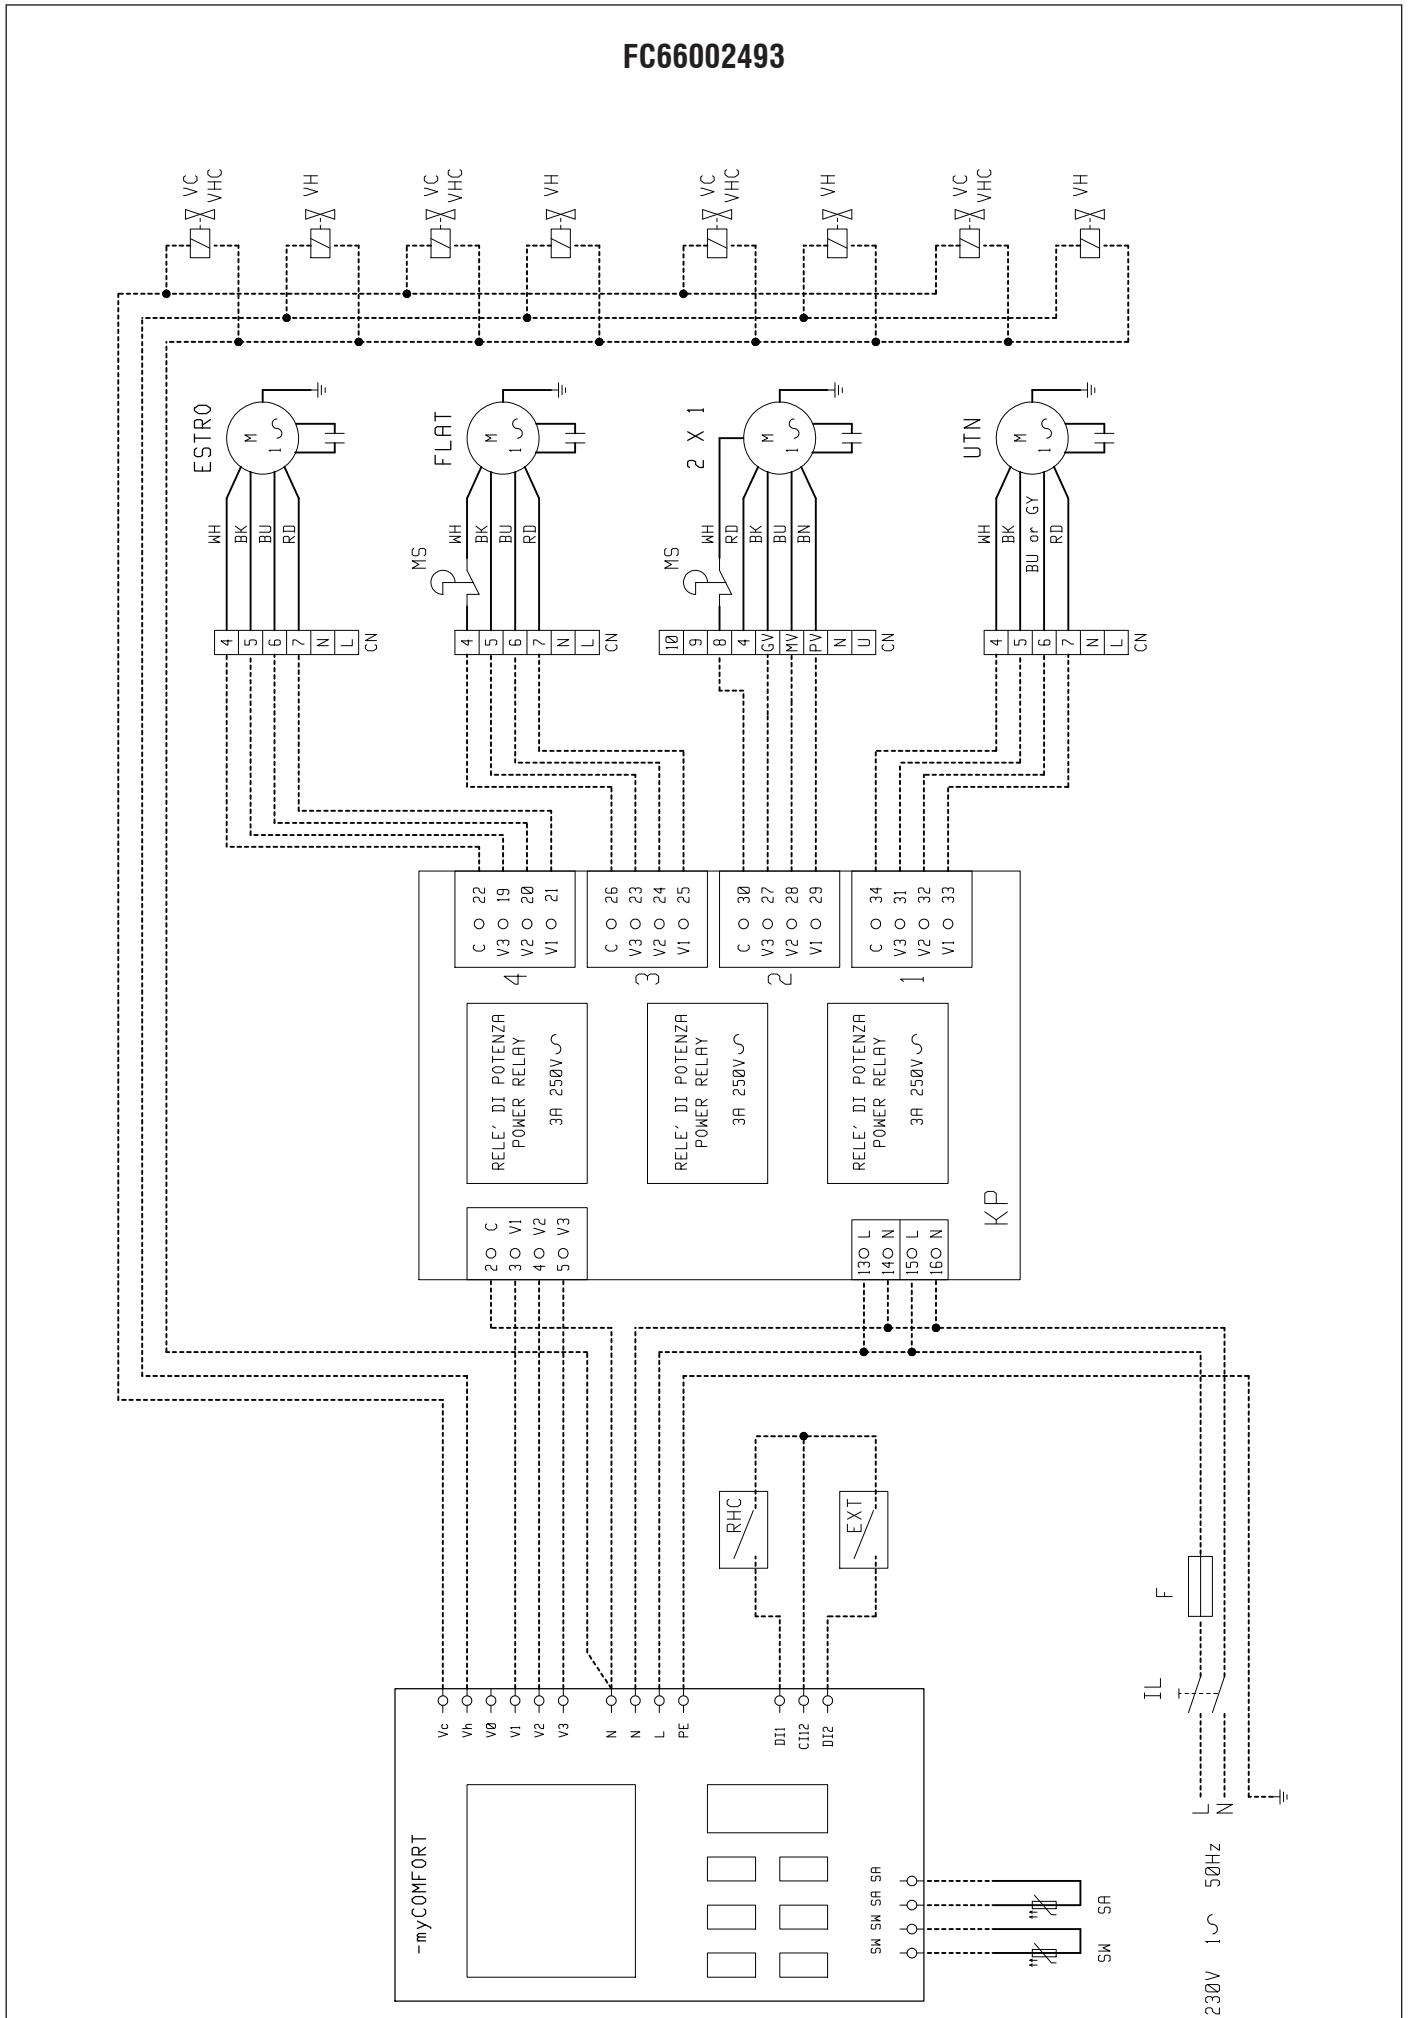 FC66002493
VC
VHC
VH
VC
VHC
VH
VC
VHC
VH
VC
VHC
VH
ESTRO
M
1
WH
BK
BU
RD
4
5
6
7
N
L
CN
FLAT
M
1
MS
WH
BK
BU
RD
4
5
6
7
N
L
CN
2 X 1
M
1
MS
WH
RD
BK
BU
BN
10
9
8
4
GV
MV
PV
N
U
CN
UTN
M
1
WH
BK
BU or GY
RD
4
5
6
7
N
L
CN
C 22
V3 19
V2 20
V1 21
4
C 26
V3 23
V2 24
V1 25
3
C 30
V3 27
V2 28
V1 29
2
C 34
V3 31
V2 32
V1 33
1
RELE' DI POTENZA
POWER RELAY
3A 250V
RELE' DI POTENZA
POWER RELAY
3A 250V
RELE' DI POTENZA
POWER RELAY
3A 250V
2 C
3 V1
4 V2
5 V3
13 L
14 N
15 L
16 N
KP
RHC
EXT
F
IL
L
N
230V 1 50Hz
-myCOMFORT
Vc
Vh
V0
V1
V2
V3
N
N
L
PE
DI1
CI12
DI2
SW SW SA SA
SA
SW